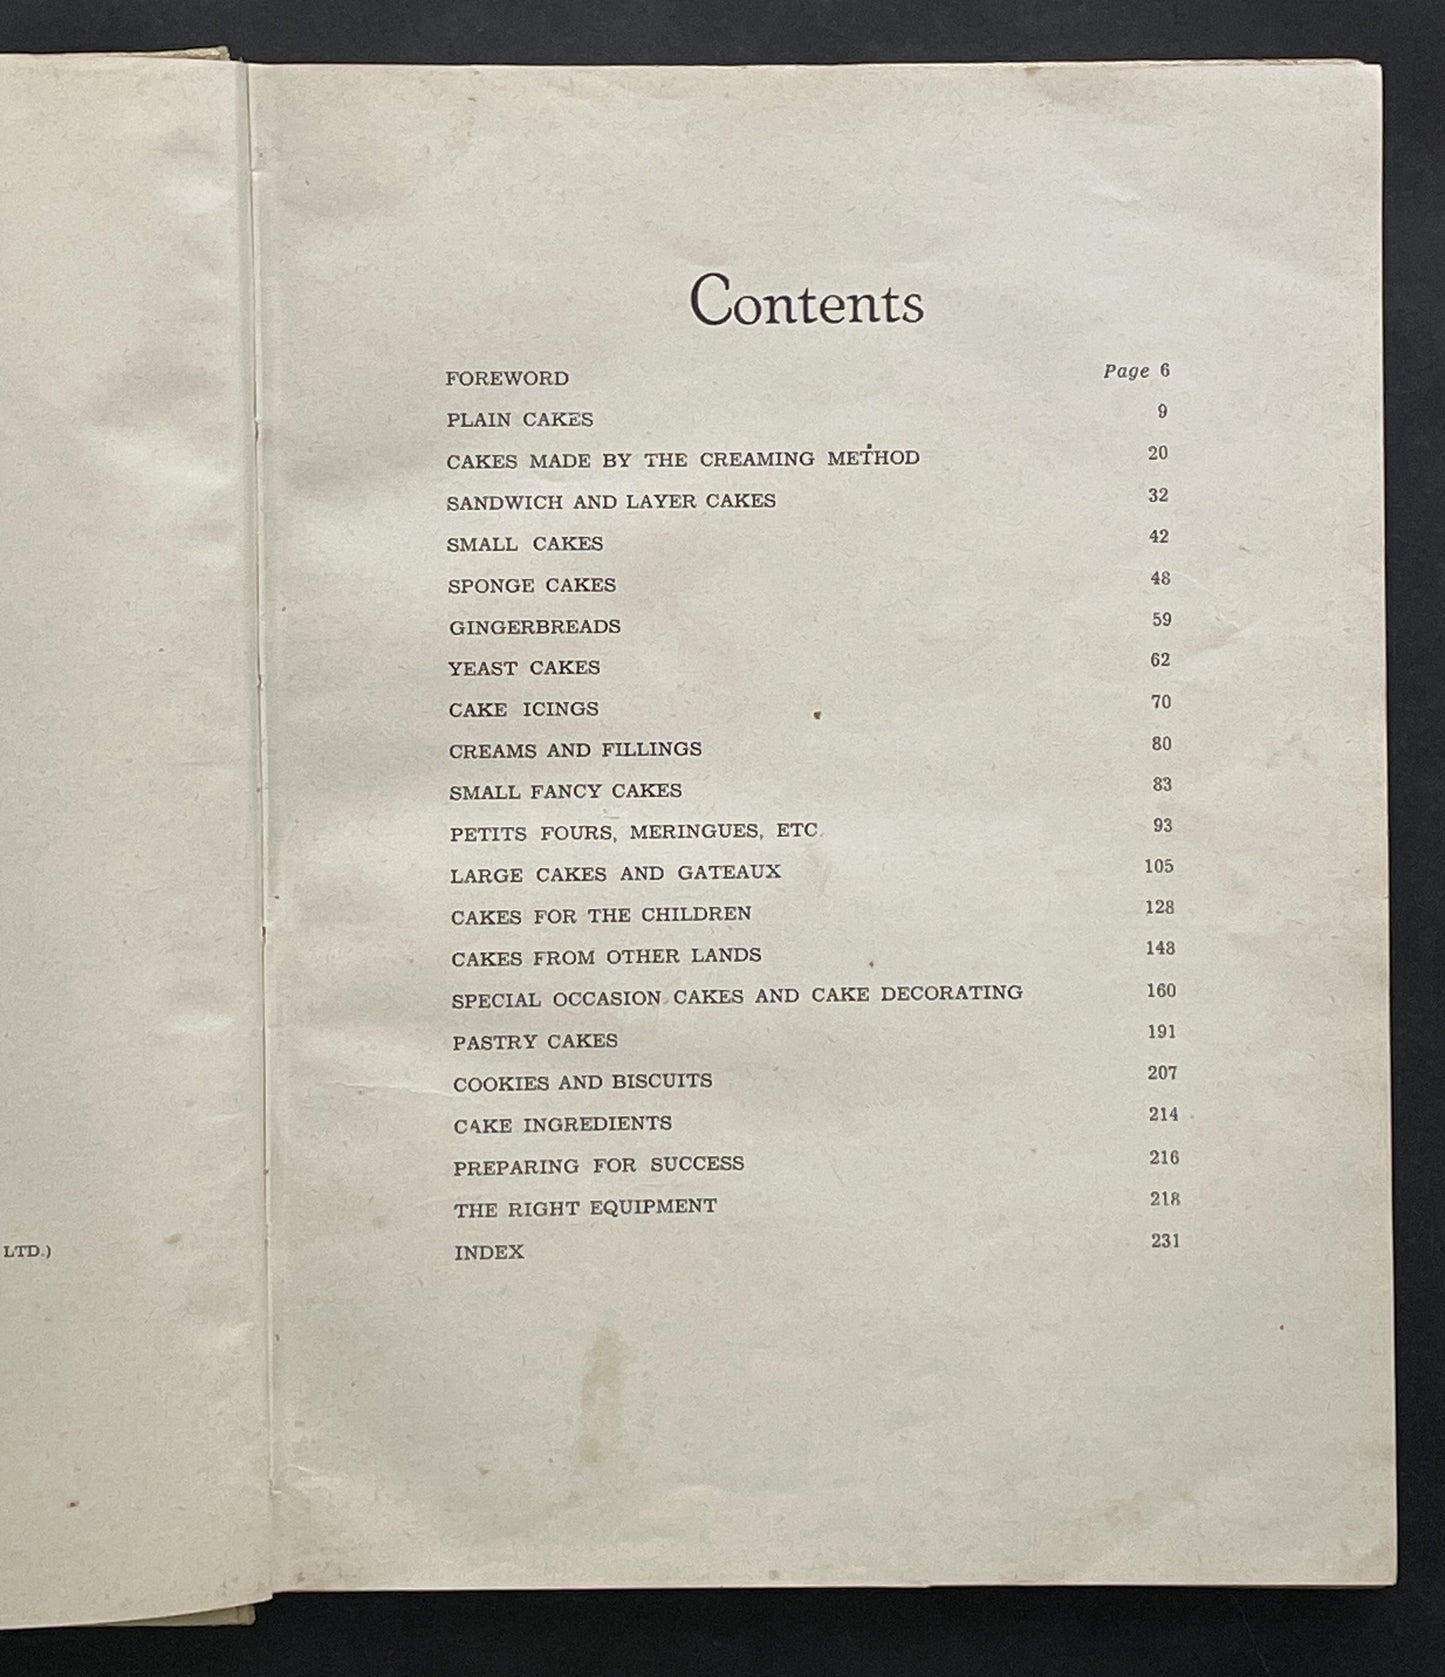 LTD.)
Contents
FOREWORD Page 6
PLAIN CAKES 9
CAKES MADE BY THE CREAMING METHOD 20
SANDWICH AND LAYER CAKES 32
SMALL CAKES 42
SPONGE CAKES 48
GINGERBREADS 59
YEAST CAKES 62
CAKE ICINGS 70
CREAMS AND FILLINGS 80
SMALL FANCY CAKES 83
PETITS FOURS, MERINGUES, ETC. 93
LARGE CAKES AND GATEAUX 105
CAKES FOR THE CHILDREN 128
CAKES FROM OTHER LANDS 148
SPECIAL OCCASION CAKES AND CAKE DECORATING 160
PASTRY CAKES 191
COOKIES AND BISCUITS 207
CAKE INGREDIENTS 214
PREPARING FOR SUCCESS 216
THE RIGHT EQUIPMENT 218
INDEX 231